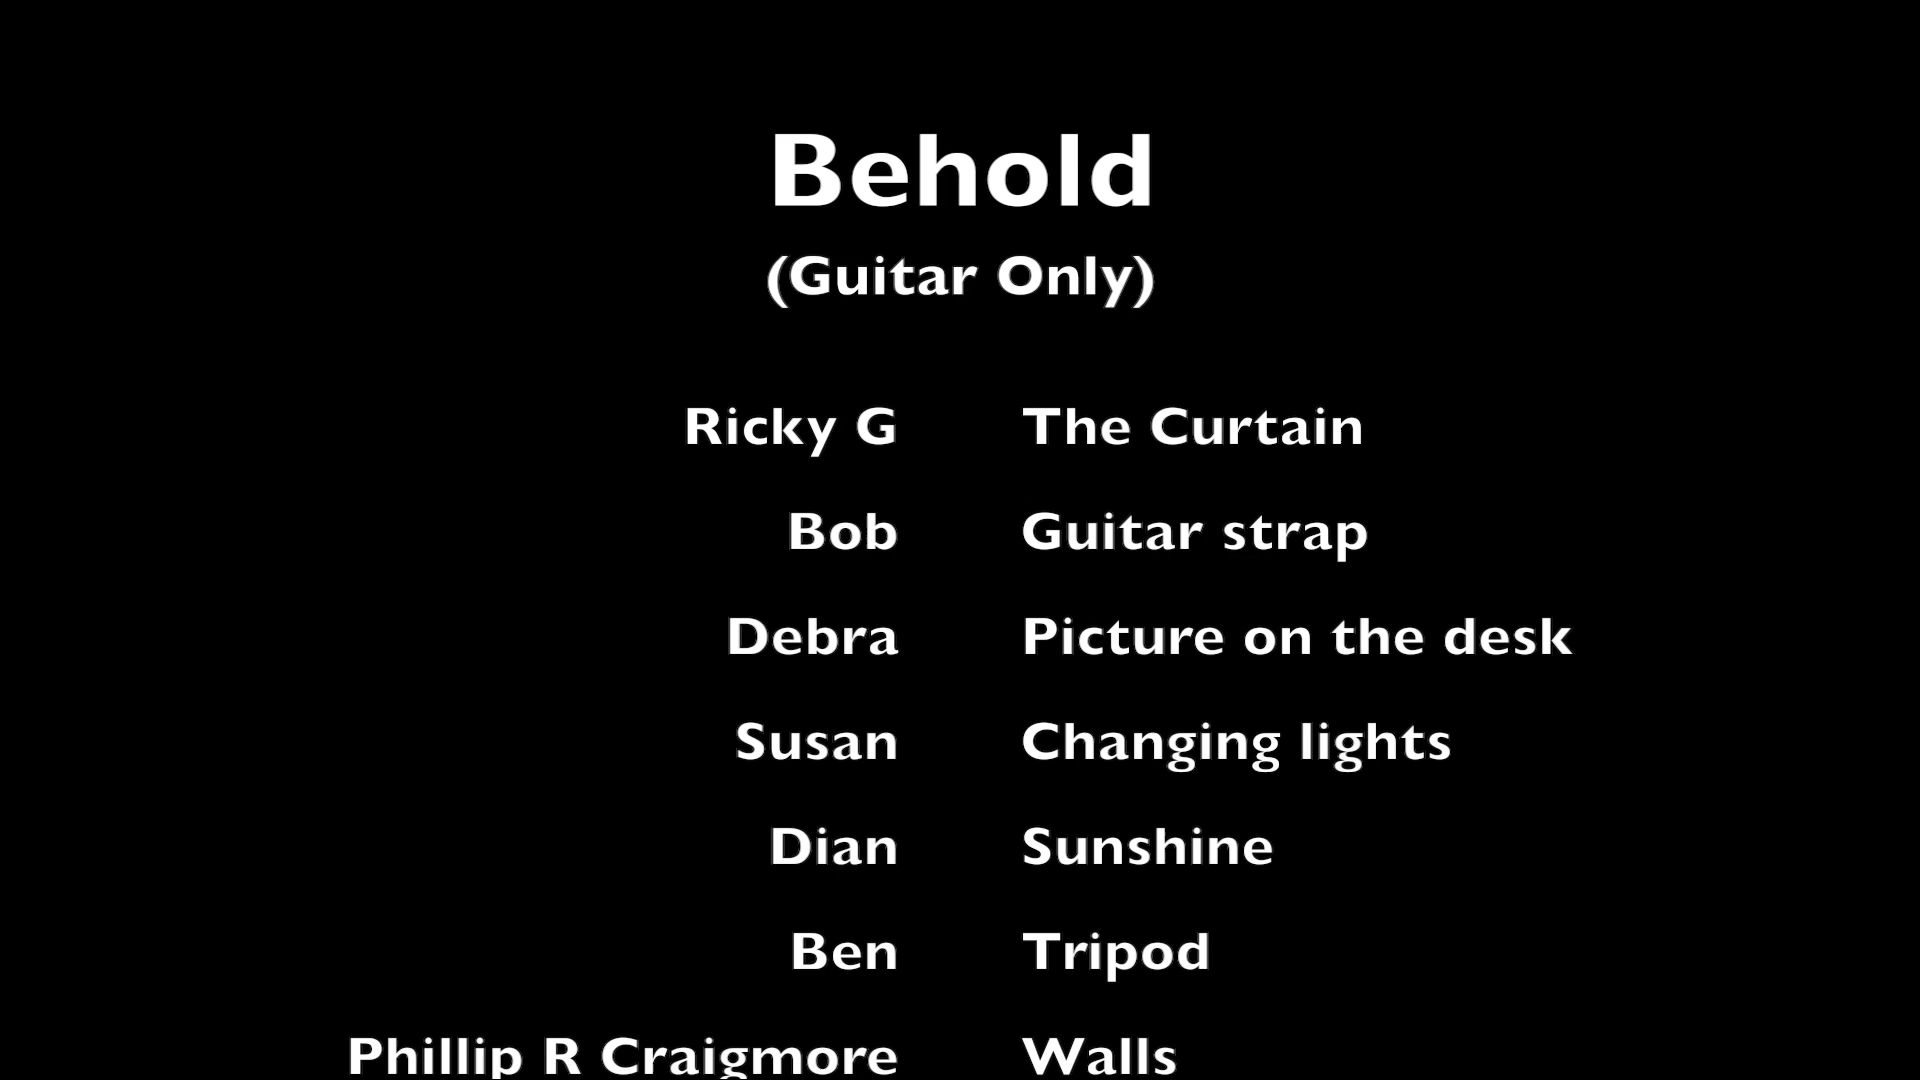 Behold
(Guitar Only)
Ricky G The Curtain
Bob Guitar strap
Debra Picture on the desk
Susan Changing lights
Dian Sunshine
Ben Tripod
Phillip R Craigmore Walls